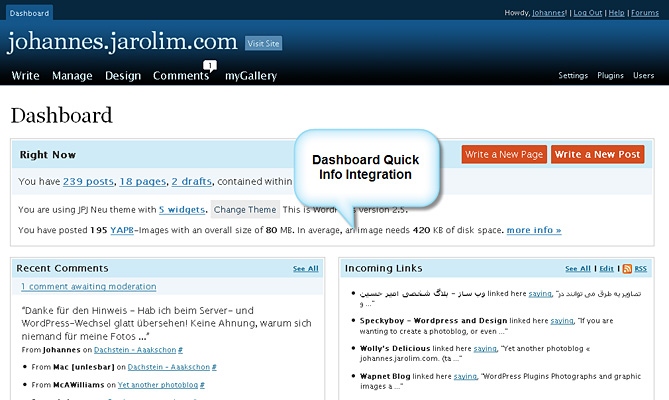 Dashboard
Howdy, Johannes! | Log Out | Help | Forums
johannes.jarolim.com Visit Site
1
Write Manage Design Comments myGallery
Settings Plugins Users
Dashboard
Right Now
Write a New Page Write a New Post
Dashboard Quick
Info Integration
You have 239 posts, 18 pages, 2 drafts, contained within
You are using JPJ Neu theme with 5 widgets. Change Theme This is WordPress version 2.5.
You have posted 195 YAPB-Images with an overall size of 80 MB. In average, an image needs 420 KB of disk space. more info »
Recent Comments See All
1 comment awaiting moderation
"Danke für den Hinweis – Hab ich beim Server- und
WordPress-Wechsel glatt übersehen! Keine Ahnung, warum sich
niemand für meine Fotos ..."
From Johannes on Dachstein - Aaakschon #
From Mac [unlesbar] on Dachstein - Aaakschon #
From McAWilliams on Yet another photoblog #
Incoming Links See All | Edit | RSS
وب ساز - بلاگ شخصی امیر حسین linked here saying, "تصاویر به طرق می توانند در
و ..."
Speckyboy - Wordpress and Design linked here saying, "If you are
wanting to create a photoblog, or even ..."
Wolly's Delicious linked here saying, "Yet another photoblog «
johannes.jarolim.com. (ta ..."
Wapnet Blog linked here saying, "WordPress Plugins Photographs and graphic
images a ..."